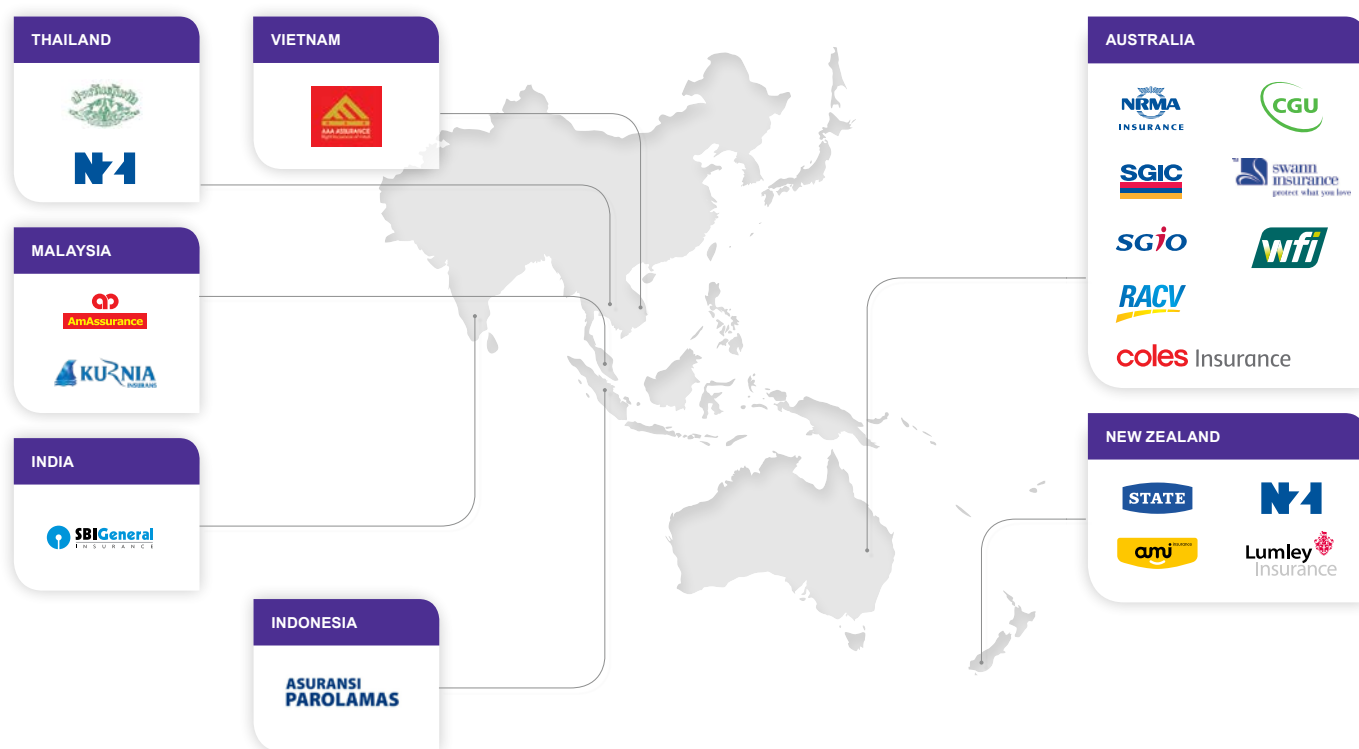 THAILAND
NZI
VIETNAM
AAA ASSURANCE
MALAYSIA
AmAssurance
KURNIA
INSURANS
INDIA
SBIGeneral
INSURANCE
INDONESIA
ASURANSI
PAROLAMAS
AUSTRALIA
NRMA
INSURANCE
CGU
SGIC
TM
swann
insurance
protect what you love
SGIO
wfi
RACV
coles Insurance
NEW ZEALAND
STATE
NZI
ami insurance
Lumley
Insurance